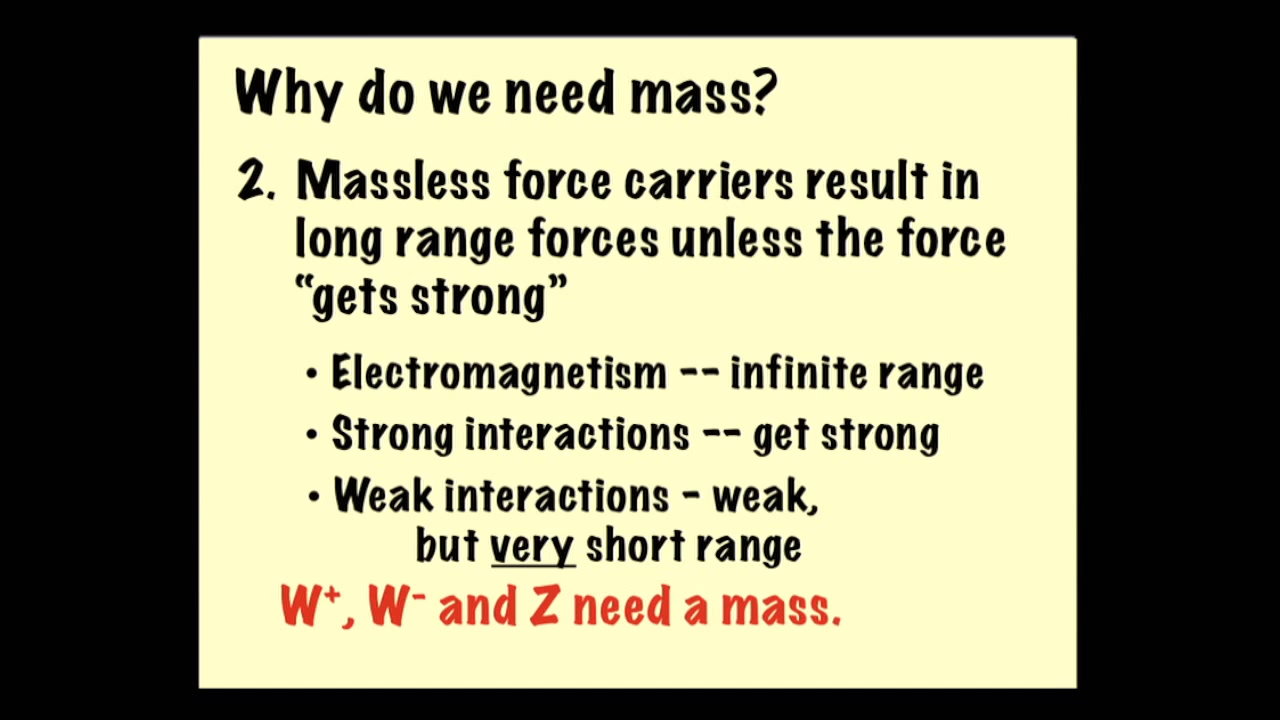 Why do we need mass?
2. Massless force carriers result in
long range forces unless the force
“gets strong”
• Electromagnetism -- infinite range
• Strong interactions -- get strong
• Weak interactions - weak,
but very short range
W⁺, W⁻ and Z need a mass.